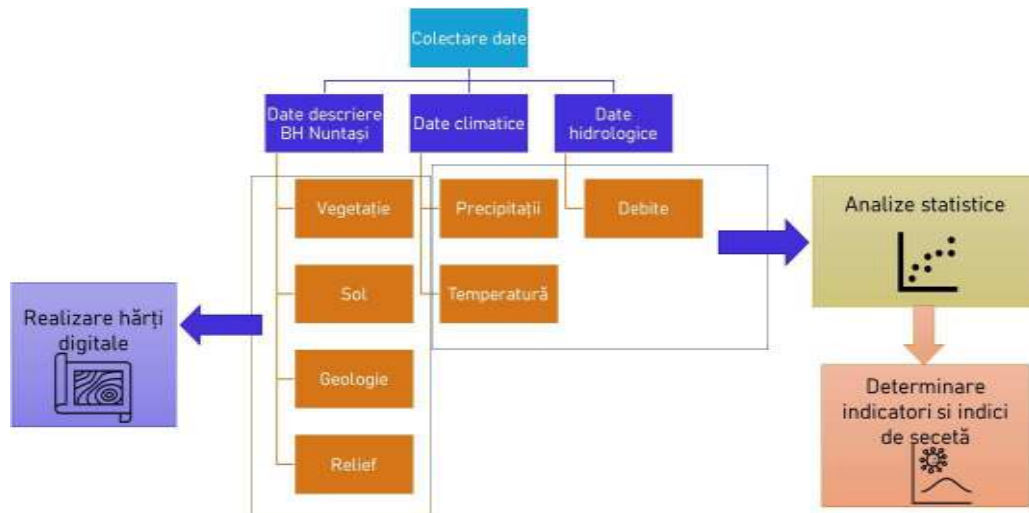 Colectare date
Date descriere
BH Nuntași
Date climatice
Date
hidrologice
Vegetație
Precipitații
Debite
Sol
Temperatură
Geologie
Relief
Realizare hărți
digitale
Analize statistice
Determinare
indicatori si indici
de secetă